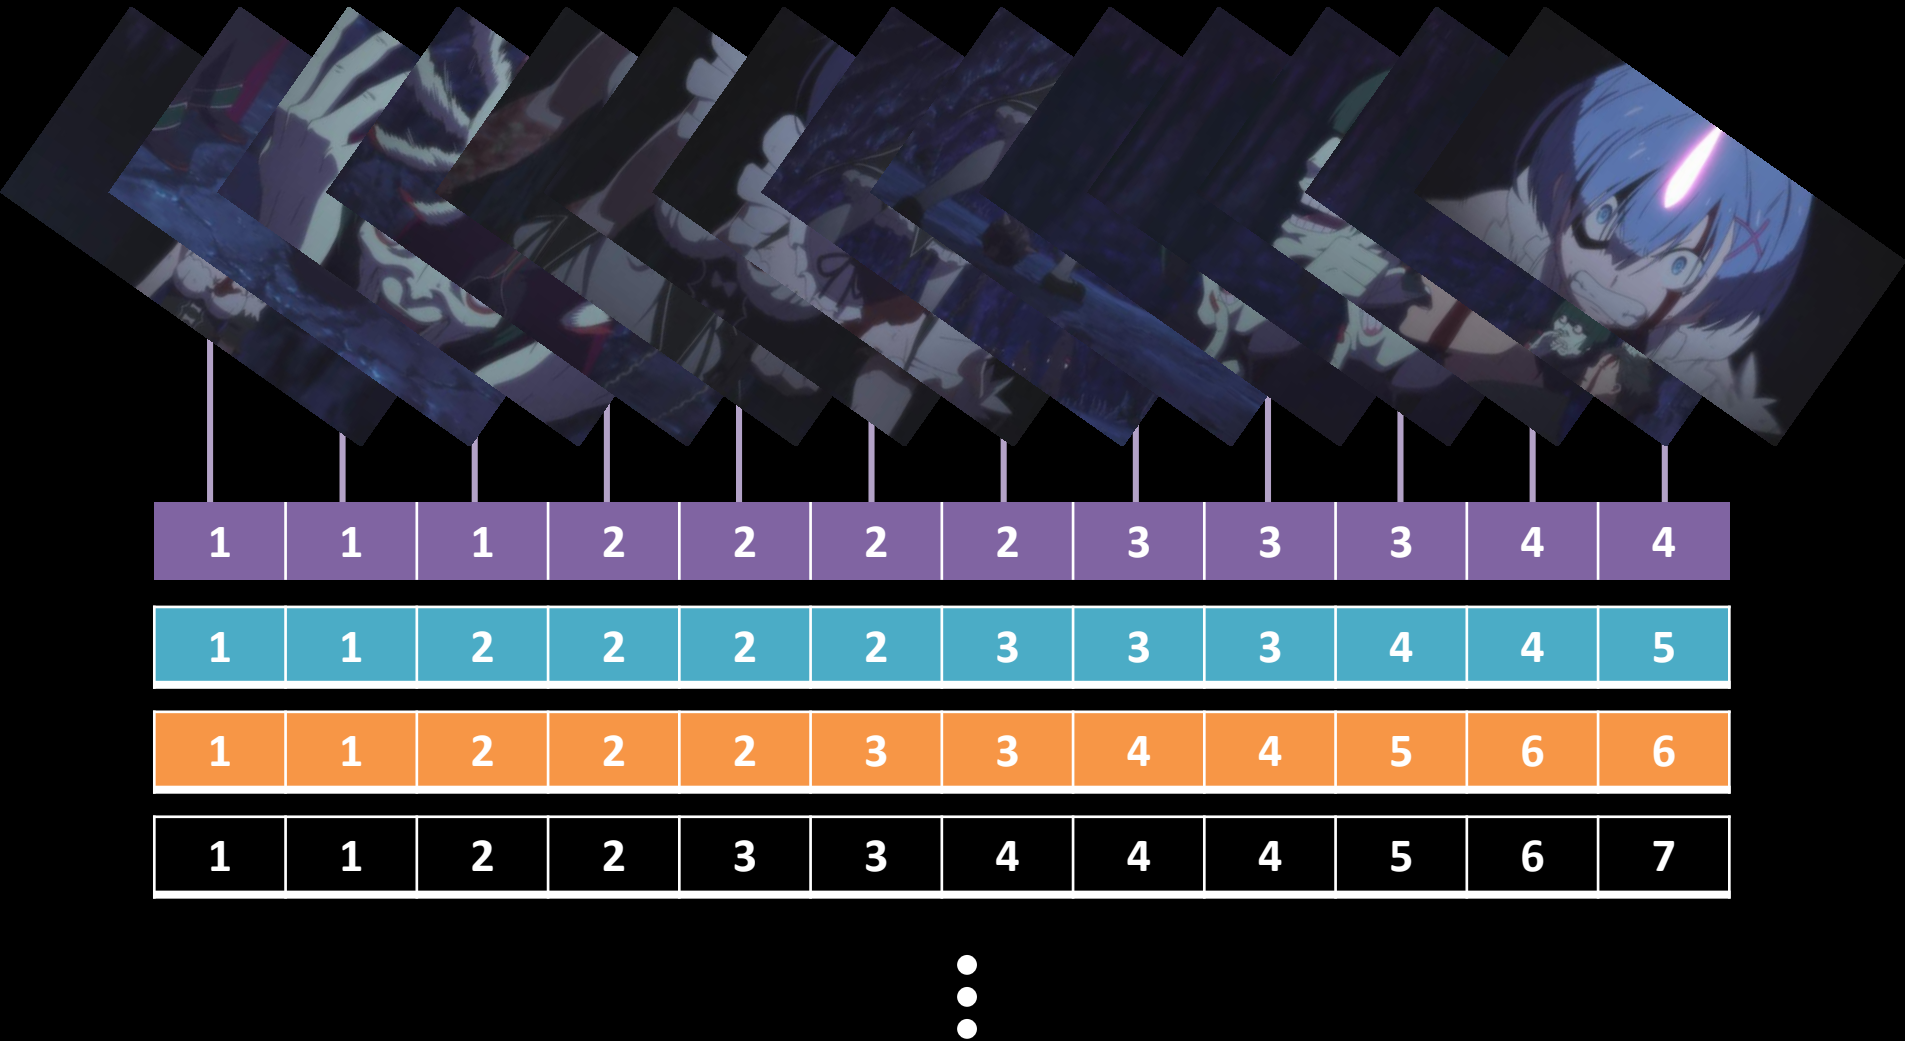 1 1 1 2 2 2 2 3 3 3 4 4
1 1 2 2 2 2 3 3 3 4 4 5
1 1 2 2 2 3 3 4 4 5 6 6
1 1 2 2 3 3 4 4 4 5 6 7